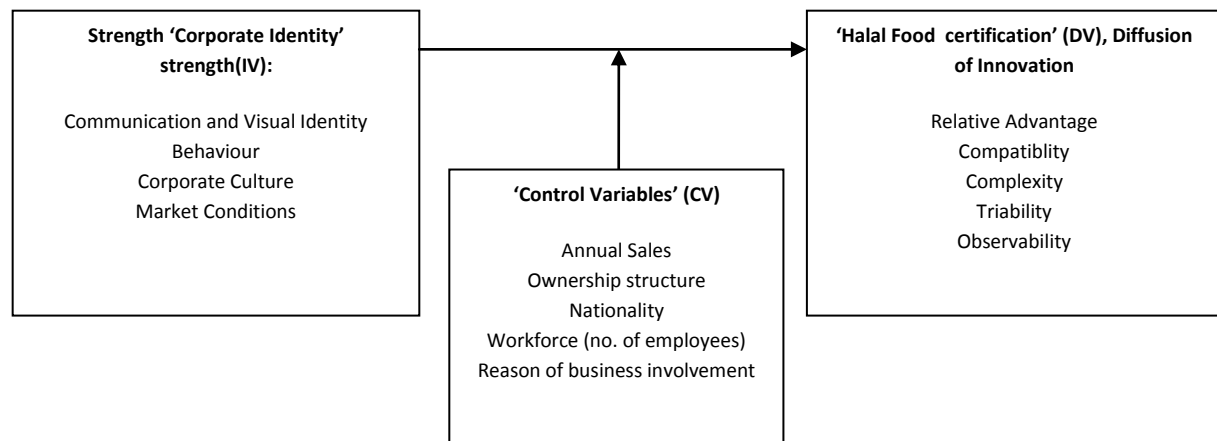 Strength ‘Corporate Identity’
strength(IV):
Communication and Visual Identity
Behaviour
Corporate Culture
Market Conditions
‘Control Variables’ (CV)
Annual Sales
Ownership structure
Nationality
Workforce (no. of employees)
Reason of business involvement
‘Halal Food  certification’ (DV), Diffusion
of Innovation
Relative Advantage
Compatiblity
Complexity
Triability
Observability